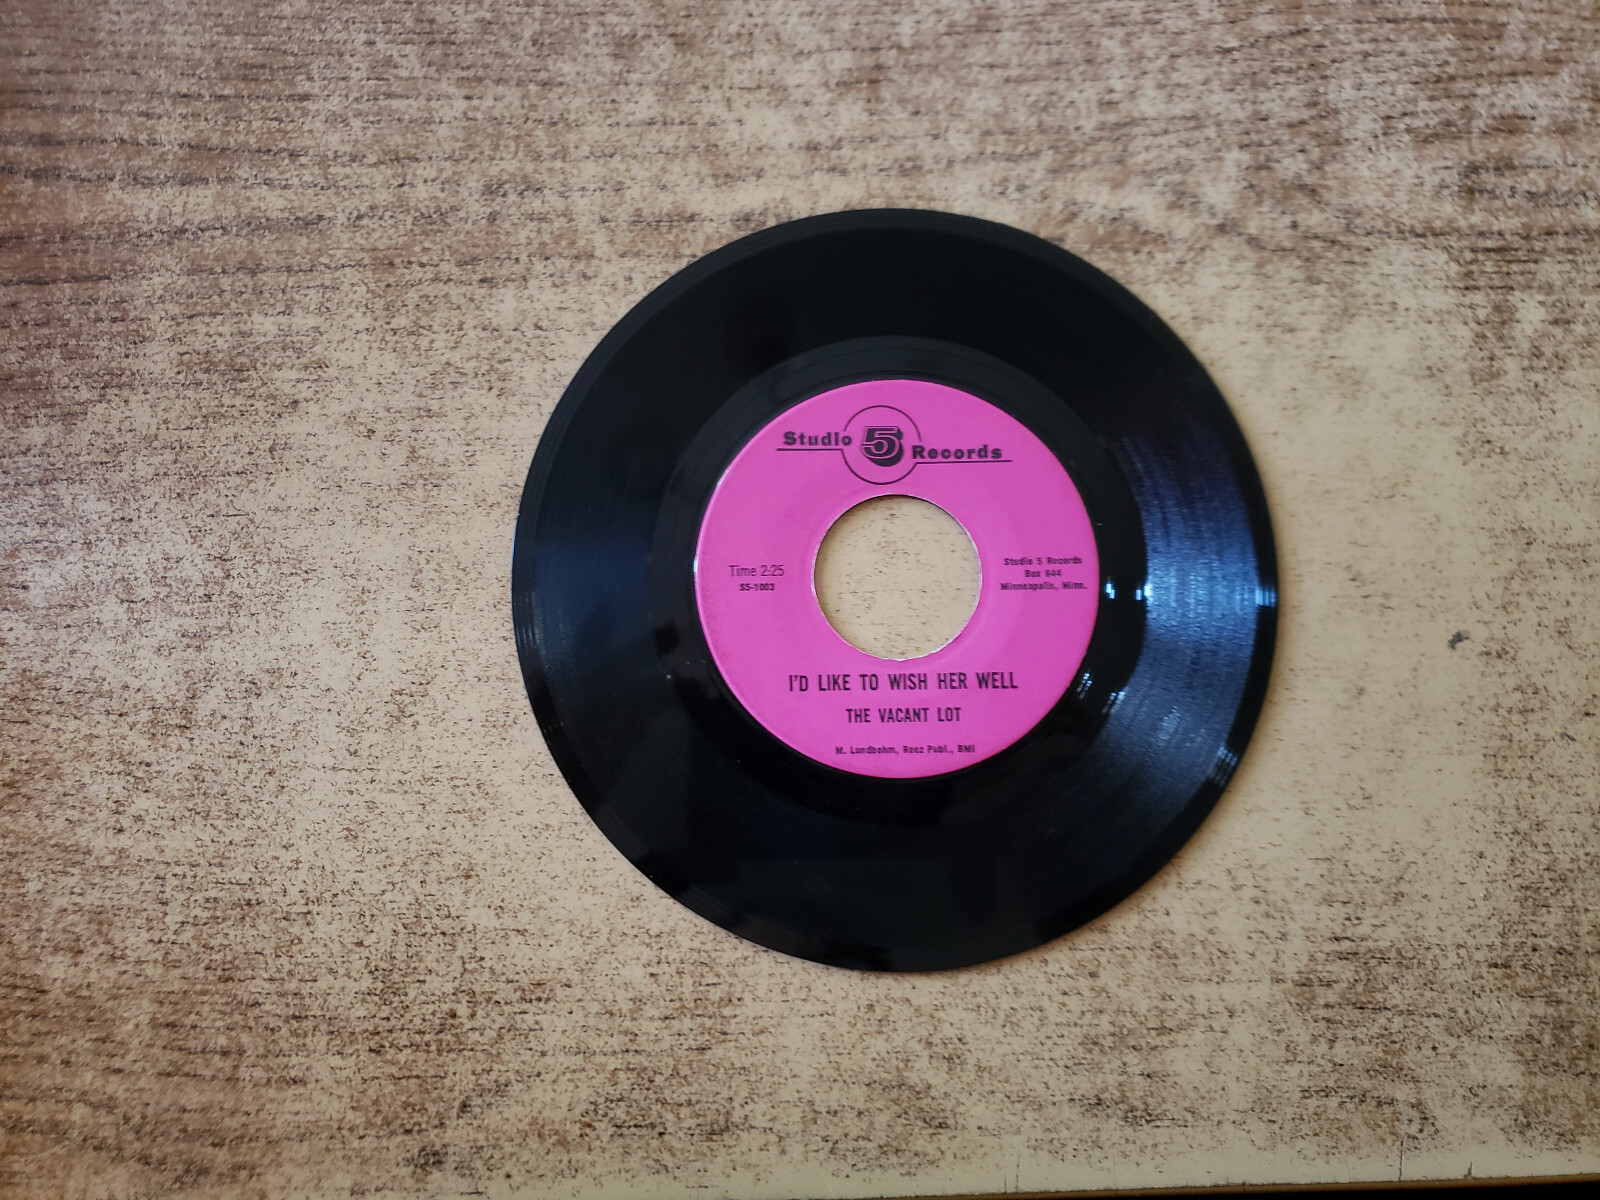 Studio 5 Records
Time 2:25
S5-1003
Studio 5 Records
Box 644
Minneapolis, Minn.
I'D LIKE TO WISH HER WELL
THE VACANT LOT
M. Lundbohm, Reez Publ., BMI